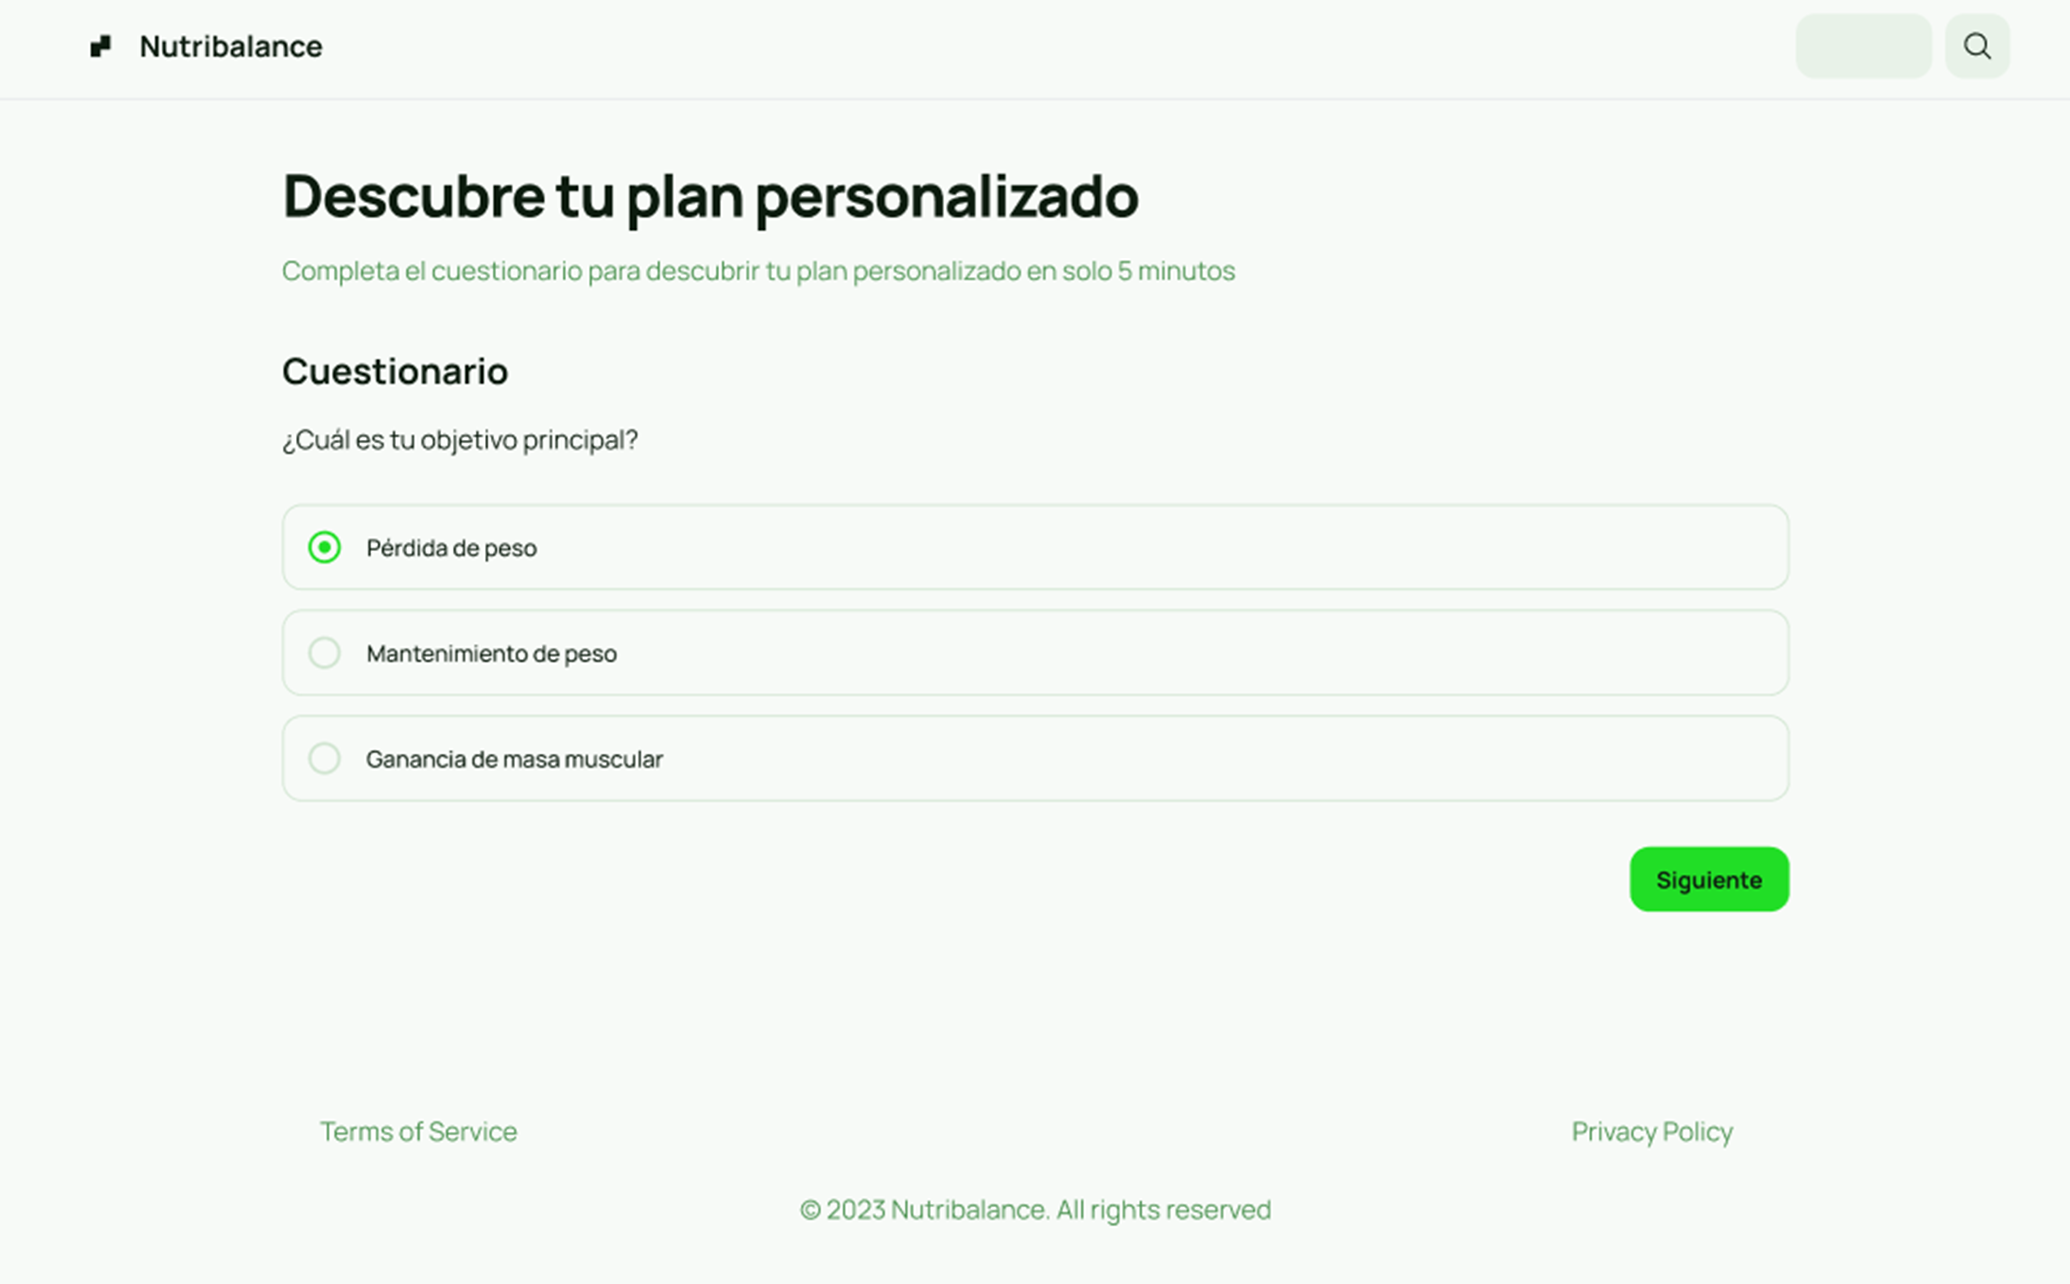 Nutribalance
Descubre tu plan personalizado
Completa el cuestionario para descubrir tu plan personalizado en solo 5 minutos
Cuestionario
¿Cuál es tu objetivo principal?
Pérdida de peso
Mantenimiento de peso
Ganancia de masa muscular
Siguiente
Terms of Service
Privacy Policy
© 2023 Nutribalance. All rights reserved